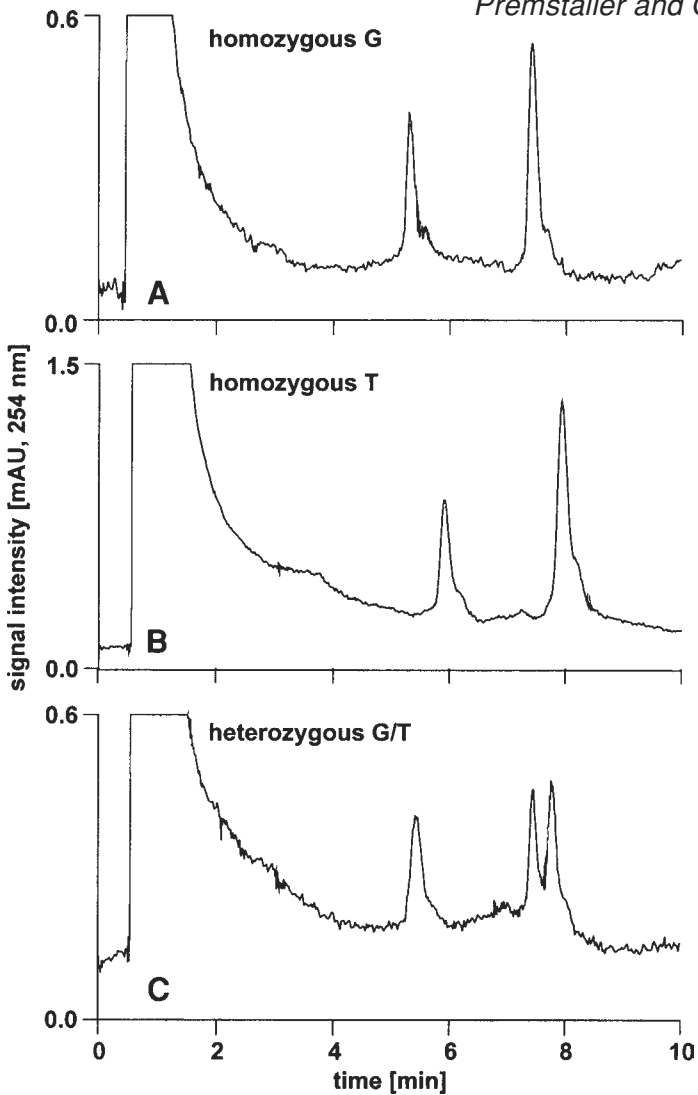 Premstaller and
0.6
homozygous G
A
0.0
1.5
homozygous T
B
0.0
0.6
heterozygous G/T
C
0.0
0 2 4 6 8 10
time [min]
signal intensity [mAU, 254 nm]